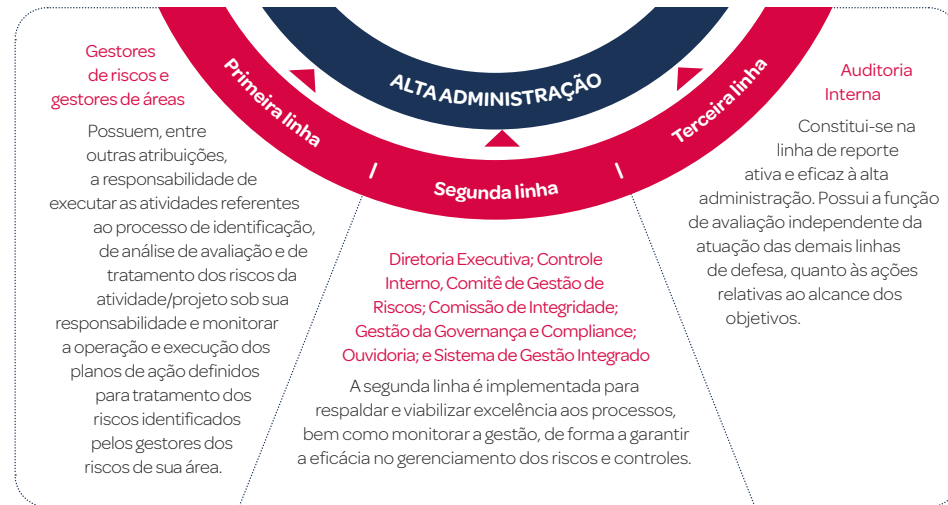 ALTA ADMINISTRAÇÃO
Primeira linha
Segunda linha
Terceira linha
Gestores
de riscos e
gestores de áreas
Possuem, entre
outras atribuições,
a responsabilidade de
executar as atividades referentes
ao processo de identificação,
de análise de avaliação e de
tratamento dos riscos da
atividade/projeto sob sua
responsabilidade e monitorar
a operação e execução dos
planos de ação definidos
para tratamento dos
riscos identificados
pelos gestores dos
riscos de sua área.
Diretoria Executiva; Controle
Interno, Comitê de Gestão de
Riscos; Comissão de Integridade;
Gestão da Governança e Compliance;
Ouvidoria; e Sistema de Gestão Integrado
A segunda linha é implementada para
respaldar e viabilizar excelência aos processos,
bem como monitorar a gestão, de forma a garantir
a eficácia no gerenciamento dos riscos e controles.
Auditoria
Interna
Constitui-se na
linha de reporte
ativa e eficaz à alta
administração. Possui a função
de avaliação independente da
atuação das demais linhas
de defesa, quanto às ações
relativas ao alcance dos
objetivos.